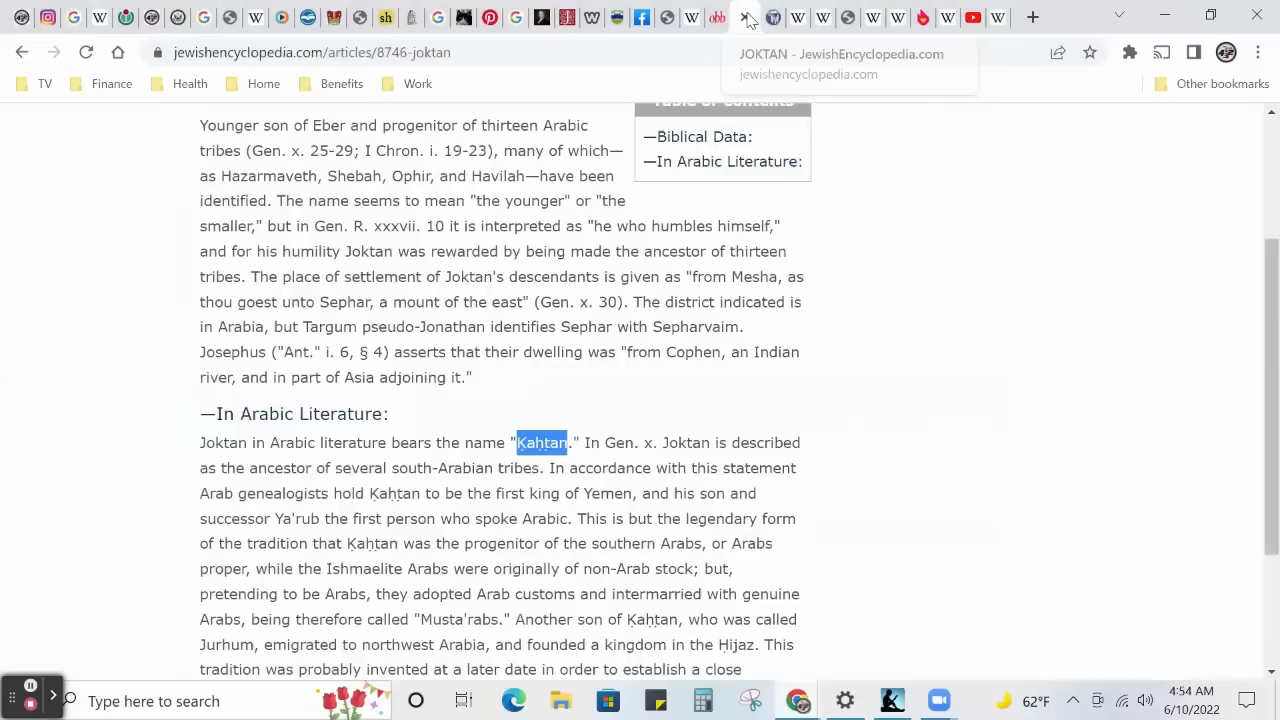 jewishencyclopedia.com/articles/8746-joktan
JOKTAN - JewishEncyclopedia.com
jewishencyclopedia.com
TV
Finance
Health
Home
Benefits
Work
Other bookmarks
Table of Contents
—Biblical Data:
—In Arabic Literature:
Younger son of Eber and progenitor of thirteen Arabic
tribes (Gen. x. 25-29; I Chron. i. 19-23), many of which—
as Hazarmaveth, Shebah, Ophir, and Havilah—have been
identified. The name seems to mean "the younger" or "the
smaller," but in Gen. R. xxxvii. 10 it is interpreted as "he who humbles himself,"
and for his humility Joktan was rewarded by being made the ancestor of thirteen
tribes. The place of settlement of Joktan's descendants is given as "from Mesha, as
thou goest unto Sephar, a mount of the east" (Gen. x. 30). The district indicated is
in Arabia, but Targum pseudo-Jonathan identifies Sephar with Sepharvaim.
Josephus ("Ant." i. 6, § 4) asserts that their dwelling was "from Cophen, an Indian
river, and in part of Asia adjoining it."
—In Arabic Literature:
Joktan in Arabic literature bears the name "Ḳaḥṭan." In Gen. x. Joktan is described
as the ancestor of several south-Arabian tribes. In accordance with this statement
Arab genealogists hold Ḳaḥṭan to be the first king of Yemen, and his son and
successor Ya'rub the first person who spoke Arabic. This is but the legendary form
of the tradition that Ḳaḥṭan was the progenitor of the southern Arabs, or Arabs
proper, while the Ishmaelite Arabs were originally of non-Arab stock; but,
pretending to be Arabs, they adopted Arab customs and intermarried with genuine
Arabs, being therefore called "Musta'rabs." Another son of Ḳaḥṭan, who was called
Jurhum, emigrated to northwest Arabia, and founded a kingdom in the Ḥijaz. This
tradition was probably invented at a later date in order to establish a close
Type here to search
62°F
4:54 AM
6/10/2022